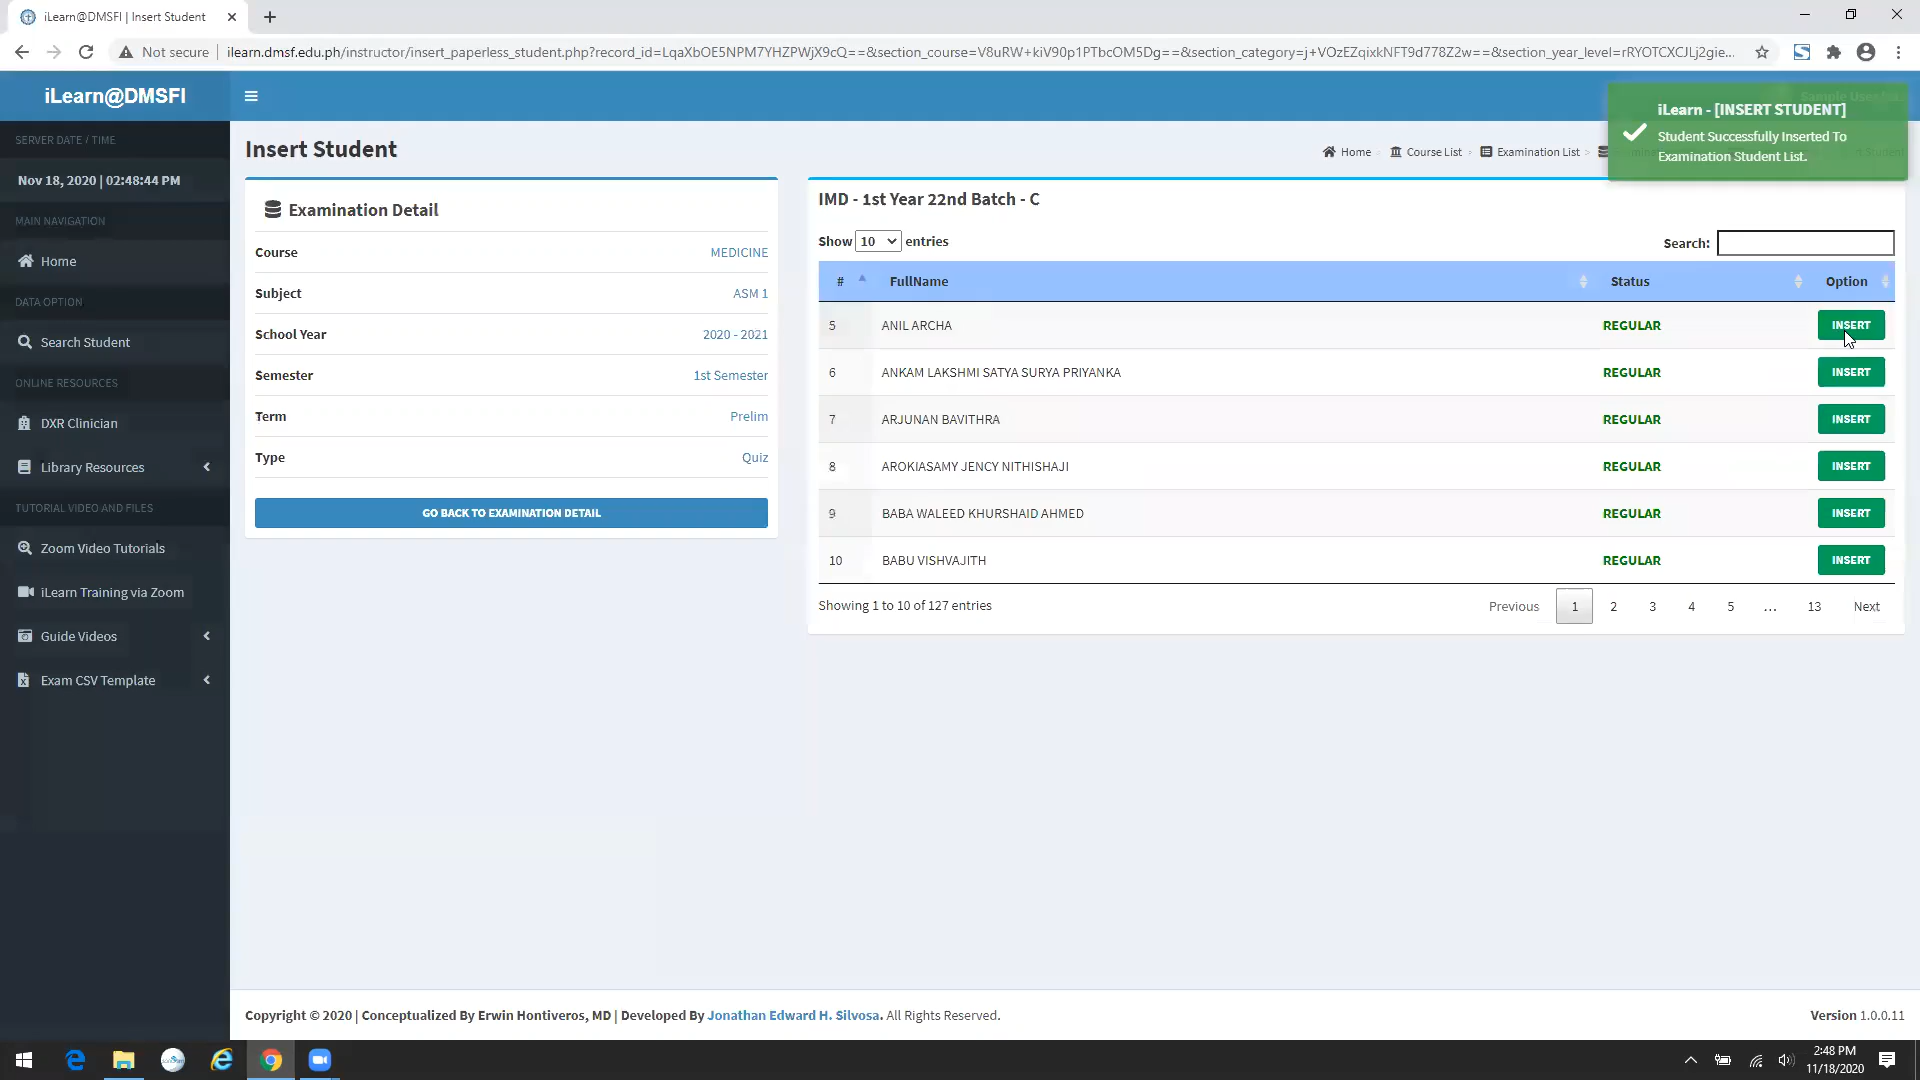 iLearn@DMSFI | Insert Student
Not secure
ilearn.dmsf.edu.ph/instructor/insert_paperless_student.php?record_id=LqaXbOE5NPM7YHZPWjX9cQ==&section_course=V8uRW+kiV90p1PTbcOM5Dg==&section_category=j+VOzEZqixkNFT9d778Z2w==&section_year_level=rRYOTCXCJLj2gie...
iLearn@DMSFI
iLearn - [INSERT STUDENT]
Student Successfully Inserted To
Examination Student List.
SERVER DATE / TIME
Nov 18, 2020 | 02:48:44 PM
MAIN NAVIGATION
Home
DATA OPTION
Search Student
ONLINE RESOURCES
DXR Clinician
Library Resources
TUTORIAL VIDEO AND FILES
Zoom Video Tutorials
iLearn Training via Zoom
Guide Videos
Exam CSV Template
Insert Student
Home > Course List > Examination List >
Examination Detail
Course MEDICINE
Subject ASM 1
School Year 2020 - 2021
Semester 1st Semester
Term Prelim
Type Quiz
GO BACK TO EXAMINATION DETAIL
IMD - 1st Year 22nd Batch - C
Show 10 entries Search:
# FullName Status Option
5 ANIL ARCHA REGULAR INSERT
6 ANKAM LAKSHMI SATYA SURYA PRIYANKA REGULAR INSERT
7 ARJUNAN BAVITHRA REGULAR INSERT
8 AROKIASAMY JENCY NITHISHAJI REGULAR INSERT
9 BABA WALEED KHURSHAID AHMED REGULAR INSERT
10 BABU VISHVAJITH REGULAR INSERT
Showing 1 to 10 of 127 entries Previous 1 2 3 4 5 ... 13 Next
Copyright © 2020 | Conceptualized By Erwin Hontiveros, MD | Developed By Jonathan Edward H. Silvosa. All Rights Reserved. Version 1.0.0.11
2:48 PM
11/18/2020